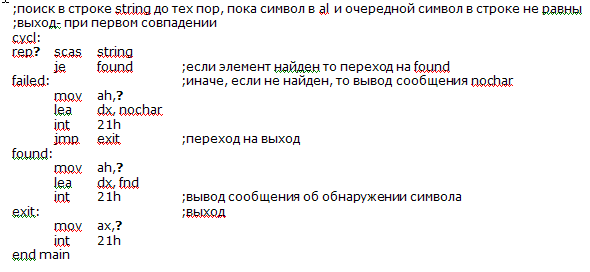 ;поиск в строке string до тех пор, пока символ в al и очередной символ в строке не равны
;выход- при первом совпадении
cycl:
rep? scas string
je found ;если элемент найден то переход на found
failed: ;иначе, если не найден, то вывод сообщения nochar
mov ah,?
lea dx, nochar
int 21h
jmp exit ;переход на выход
found:
mov ah,?
lea dx, fnd
int 21h ;вывод сообщения об обнаружении символа
exit: ;выход
mov ax,?
int 21h
end main